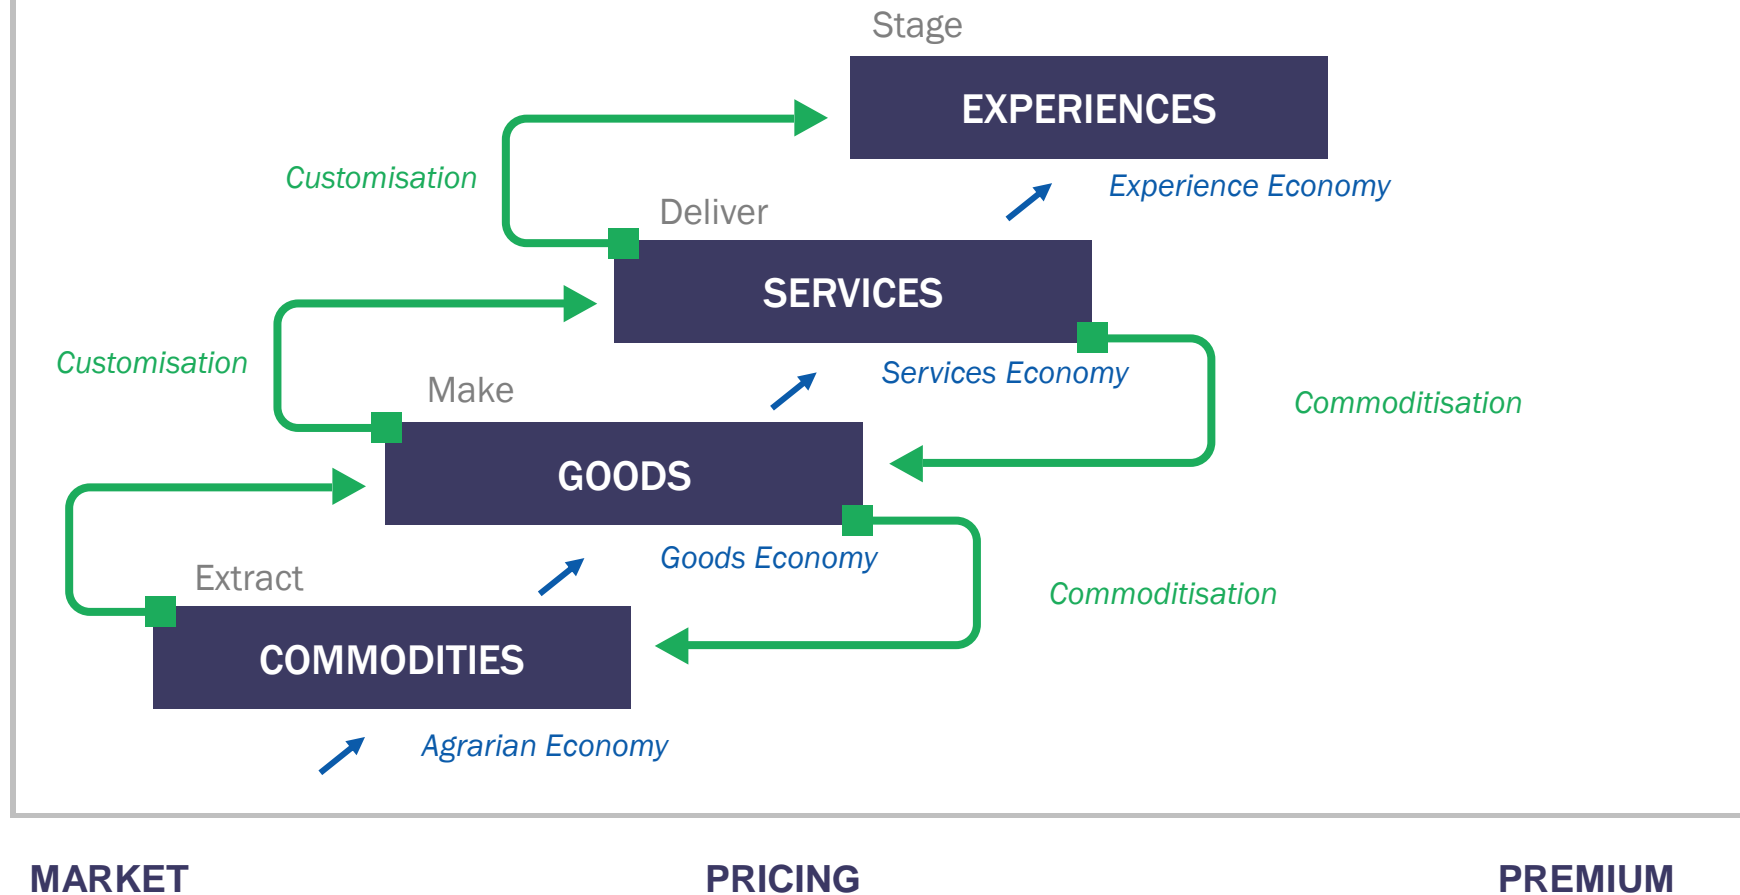 Stage
EXPERIENCES
Customisation
Experience Economy
Deliver
SERVICES
Customisation
Services Economy
Make
Commoditisation
GOODS
Goods Economy
Extract
Commoditisation
COMMODITIES
Agrarian Economy
MARKET PRICING PREMIUM